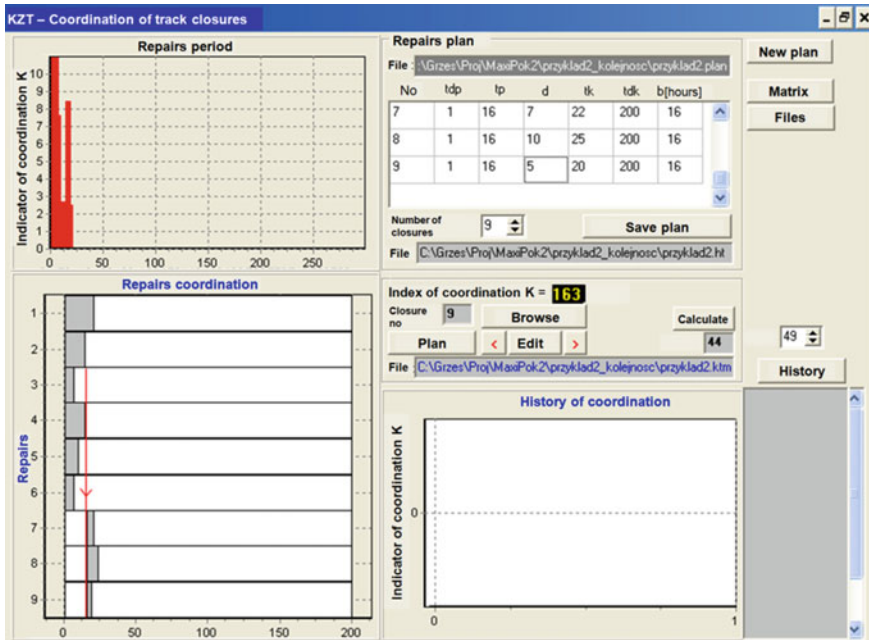 KZT – Coordination of track closures
Repairs period
Indicator of coordination K
10
9
8
7
6
5
4
3
2
1
0
0 50 100 150 200 250
Repairs plan
File :\Grzes\Proj\MaxiPok2\przyklad2_kolejnosc\przyklad2.plan
No tdp tp d tk tdk b[hours]
7 1 16 7 22 200 16
8 1 16 10 25 200 16
9 1 16 5 20 200 16
Number of closures 9 Save plan
File C:\Grzes\Proj\MaxiPok2\przyklad2_kolejnosc\przyklad2.ht
New plan
Matrix
Files
Repairs coordination
Repairs
1
2
3
4
5
6
7
8
9
0 50 100 150 200
Index of coordination K = 163
Closure no 9 Browse Calculate
Plan < Edit > 44
File C:\Grzes\Proj\MaxiPok2\przyklad2_kolejnosc\przyklad2.ktm
49
History
History of coordination
Indicator of coordination K
0
0 1